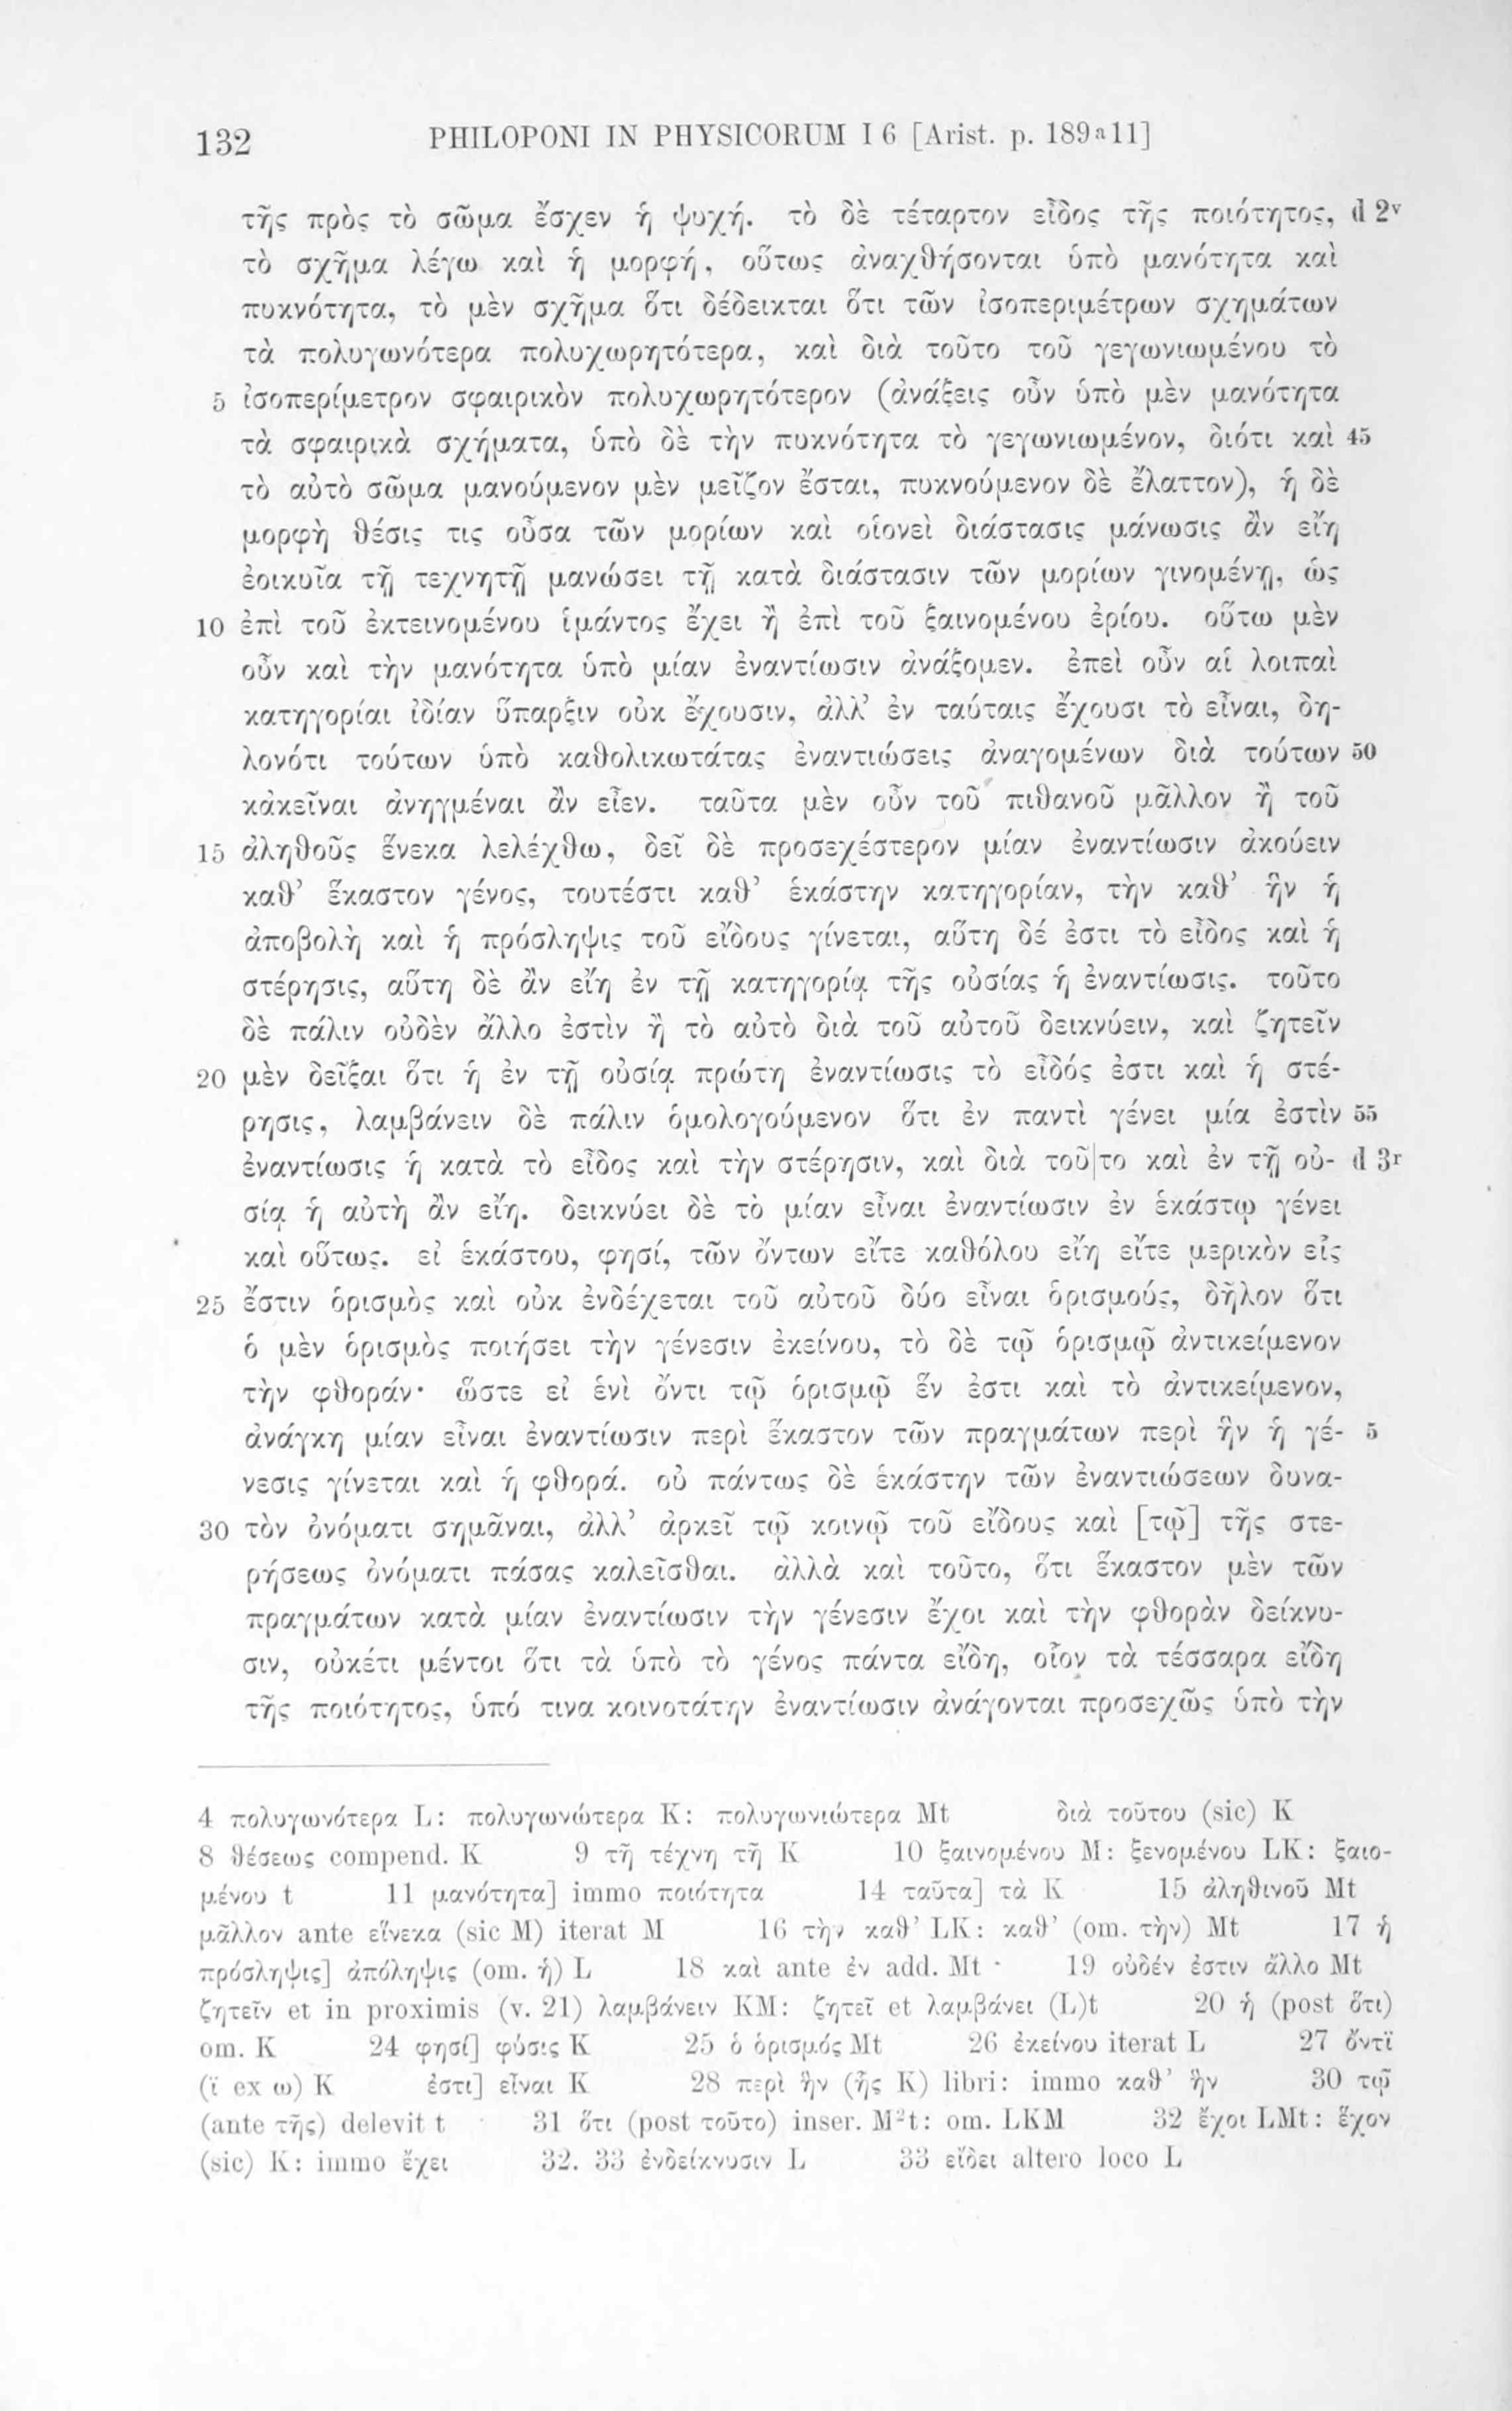 132 PHILOPONI IN PHYSICORUM I 6 [Arist. p. 189a11]
τῆς πρὸς τὸ σῶμα ἔσχεν ἡ ψυχή. τὸ δὲ τέταρτον εἶδος τῆς ποιότητος, d 2v
τὸ σχῆμα λέγω καὶ ἡ μορφή, οὕτως ἀναχθήσονται ὑπὸ μανότητα καὶ
πυκνότητα, τὸ μὲν σχῆμα ὅτι δέδεικται ὅτι τῶν ἰσοπεριμέτρων σχημάτων
τὰ πολυγωνότερα πολυχωρητότερα, καὶ διὰ τοῦτο τοῦ γεγωνιωμένου τὸ
5 ἰσοπερίμετρον σφαιρικὸν πολυχωρητότερον (ἀνάξεις οὖν ὑπὸ μὲν μανότητα
τὰ σφαιρικὰ σχήματα, ὑπὸ δὲ τὴν πυκνότητα τὸ γεγωνιωμένον, διότι καὶ 45
τὸ αὐτὸ σῶμα μανούμενον μὲν μεῖζον ἔσται, πυκνούμενον δὲ ἔλαττον), ἡ δὲ
μορφὴ θέσις τις οὖσα τῶν μορίων καὶ οἱονεὶ διάστασις μάνωσις ἂν εἴη
ἐοικυῖα τῇ τεχνητῇ μανώσει τῇ κατὰ διάστασιν τῶν μορίων γινομένῃ, ὡς
10 ἐπὶ τοῦ ἐκτεινομένου ἱμάντος ἔχει ἢ ἐπὶ τοῦ ξαινομένου ἐρίου. οὕτω μὲν
οὖν καὶ τὴν μανότητα ὑπὸ μίαν ἐναντίωσιν ἀνάξομεν. ἐπεὶ οὖν αἱ λοιπαὶ
κατηγορίαι ἰδίαν ὕπαρξιν οὐκ ἔχουσιν, ἀλλ’ ἐν ταύταις ἔχουσι τὸ εἶναι, δη-
λονότι τούτων ὑπὸ καθολικωτάτας ἐναντιώσεις ἀναγομένων διὰ τούτων 50
κἀκεῖναι ἀνηγμέναι ἂν εἶεν. ταῦτα μὲν οὖν τοῦ πιθανοῦ μᾶλλον ἢ τοῦ
15 ἀληθοῦς ἕνεκα λελέχθω, δεῖ δὲ προσεχέστερον μίαν ἐναντίωσιν ἀκούειν
καθ’ ἕκαστον γένος, τουτέστι καθ’ ἑκάστην κατηγορίαν, τὴν καθ’ ἣν ἡ
ἀποβολὴ καὶ ἡ πρόσληψις τοῦ εἴδους γίνεται, αὕτη δέ ἐστι τὸ εἶδος καὶ ἡ
στέρησις, αὕτη δὲ ἂν εἴη ἐν τῇ κατηγορίᾳ τῆς οὐσίας ἡ ἐναντίωσις. τοῦτο
δὲ πάλιν οὐδὲν ἄλλο ἐστὶν ἢ τὸ αὐτὸ διὰ τοῦ αὐτοῦ δεικνύειν, καὶ ζητεῖν
20 μὲν δεῖξαι ὅτι ἡ ἐν τῇ οὐσίᾳ πρώτη ἐναντίωσις τὸ εἶδός ἐστι καὶ ἡ στέ-
ρησις, λαμβάνειν δὲ πάλιν ὁμολογούμενον ὅτι ἐν παντὶ γένει μία ἐστὶν 55
ἐναντίωσις ἡ κατὰ τὸ εἶδος καὶ τὴν στέρησιν, καὶ διὰ τοῦ|το καὶ ἐν τῇ οὐ- d 3r
σίᾳ ἡ αὐτὴ ἂν εἴη. δεικνύει δὲ τὸ μίαν εἶναι ἐναντίωσιν ἐν ἑκάστῳ γένει
καὶ οὕτως. εἰ ἑκάστου, φησί, τῶν ὄντων εἴτε καθόλου εἴη εἴτε μερικὸν εἷς
25 ἔστιν ὁρισμὸς καὶ οὐκ ἐνδέχεται τοῦ αὐτοῦ δύο εἶναι ὁρισμούς, δῆλον ὅτι
ὁ μὲν ὁρισμὸς ποιήσει τὴν γένεσιν ἐκείνου, τὸ δὲ τῷ ὁρισμῷ ἀντικείμενον
τὴν φθοράν· ὥστε εἰ ἑνὶ ὄντι τῷ ὁρισμῷ ἕν ἐστι καὶ τὸ ἀντικείμενον,
ἀνάγκη μίαν εἶναι ἐναντίωσιν περὶ ἕκαστον τῶν πραγμάτων περὶ ἣν ἡ γέ- 5
νεσις γίνεται καὶ ἡ φθορά. οὐ πάντως δὲ ἑκάστην τῶν ἐναντιώσεων δυνα-
30 τὸν ὀνόματι σημᾶναι, ἀλλ’ ἀρκεῖ τῷ κοινῷ τοῦ εἴδους καὶ [τῷ] τῆς στε-
ρήσεως ὀνόματι πάσας καλεῖσθαι. ἀλλὰ καὶ τοῦτο, ὅτι ἕκαστον μὲν τῶν
πραγμάτων κατὰ μίαν ἐναντίωσιν τὴν γένεσιν ἔχοι καὶ τὴν φθορὰν δείκνυ-
σιν, οὐκέτι μέντοι ὅτι τὰ ὑπὸ τὸ γένος πάντα εἴδη, οἷον τὰ τέσσαρα εἴδη
τῆς ποιότητος, ὑπό τινα κοινοτάτην ἐναντίωσιν ἀνάγονται προσεχῶς ὑπὸ τὴν
4 πολυγωνότερα L: πολυγωνώτερα K: πολυγωνιώτερα Mt διὰ τούτου (sic) K
8 θέσεως compend. K 9 τῇ τέχνῃ τῇ K 10 ξαινομένου M: ξενομένου LK: ξαιο-
μένου t 11 μανότητα] immo ποιότητα 14 ταῦτα] τὰ K 15 ἀληθινοῦ Mt
μᾶλλον ante εἵνεκα (sic M) iterat M 16 τὴν καθ’ LK: καθ’ (om. τὴν) Mt 17 ἡ
πρόσληψις] ἀπόληψις (om. ἡ) L 18 καὶ ante ἐν add. Mt 19 οὐδέν ἐστιν ἄλλο Mt
ζητεῖν et in proximis (v. 21) λαμβάνειν KM: ζητεῖ et λαμβάνει (L)t 20 ἡ (post ὅτι)
om. K 24 φησί] φύσις K 25 ὁ ὁρισμός Mt 26 ἐκείνου iterat L 27 ὄντϊ
(ϊ ex ω) K ἐστι] εἶναι K 28 περὶ ἣν (ἧς K) libri: immo καθ’ ἣν 30 τῷ
(ante τῆς) delevit t 31 ὅτι (post τοῦτο) inser. M²t: om. LKM 32 ἔχοι LMt: ἔχον
(sic) K: immo ἔχει 32. 33 ἐνδείκνυσιν L 33 εἴδει altero loco L